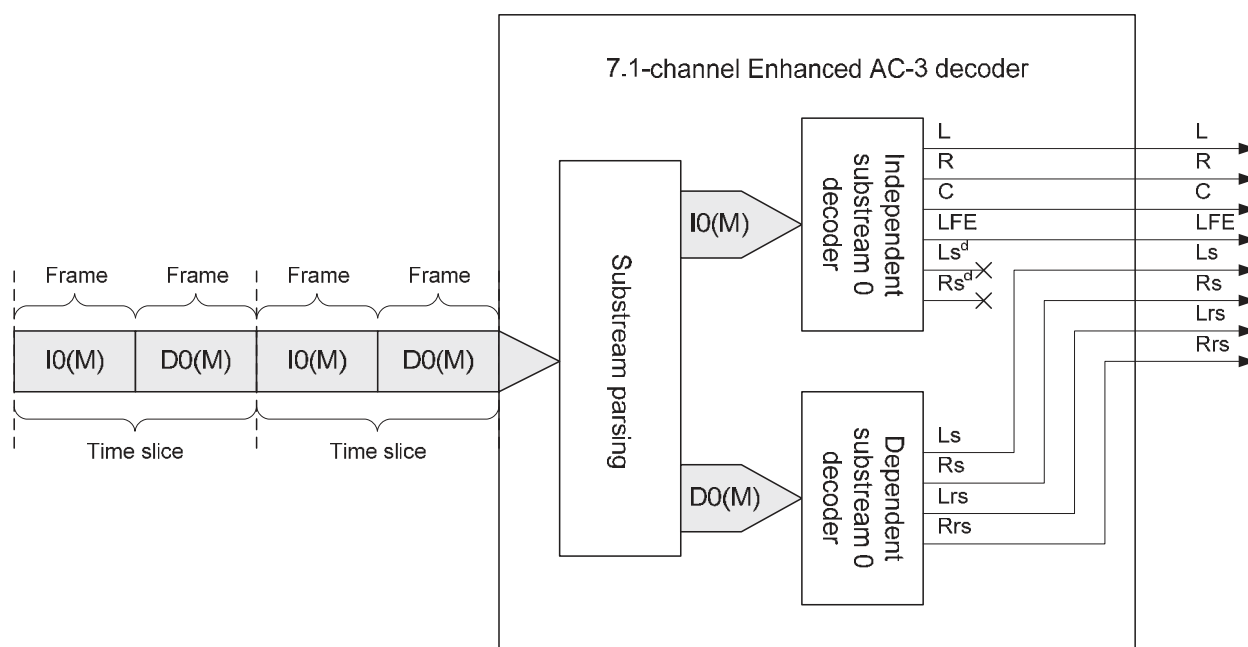 7.1-channel Enhanced AC-3 decoder
Frame Frame Frame Frame
I0(M) D0(M) I0(M) D0(M)
Time slice Time slice
Substream parsing
I0(M)
Independent
substream 0
decoder
L
R
C
LFE
Ls^d
Rs^d
L
R
C
LFE
Ls
Rs
Lrs
Rrs
D0(M)
Dependent
substream 0
decoder
Ls
Rs
Lrs
Rrs